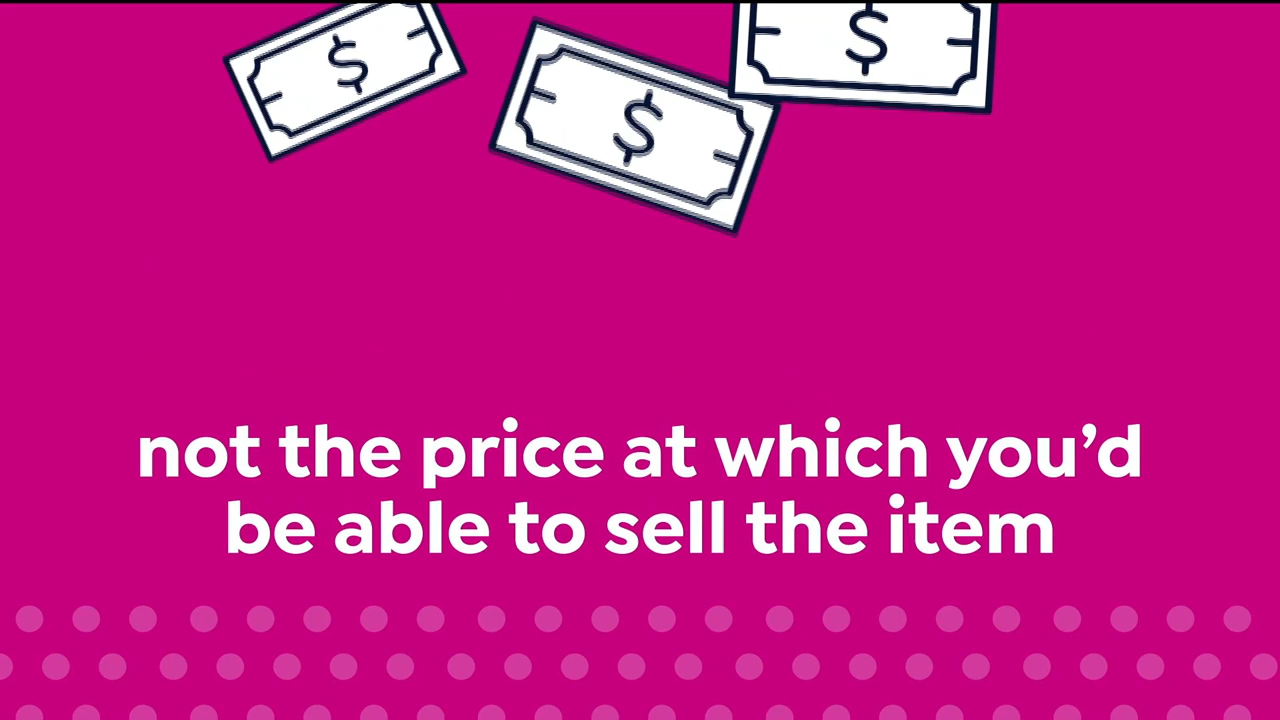 $
$
$
not the price at which you’d
be able to sell the item